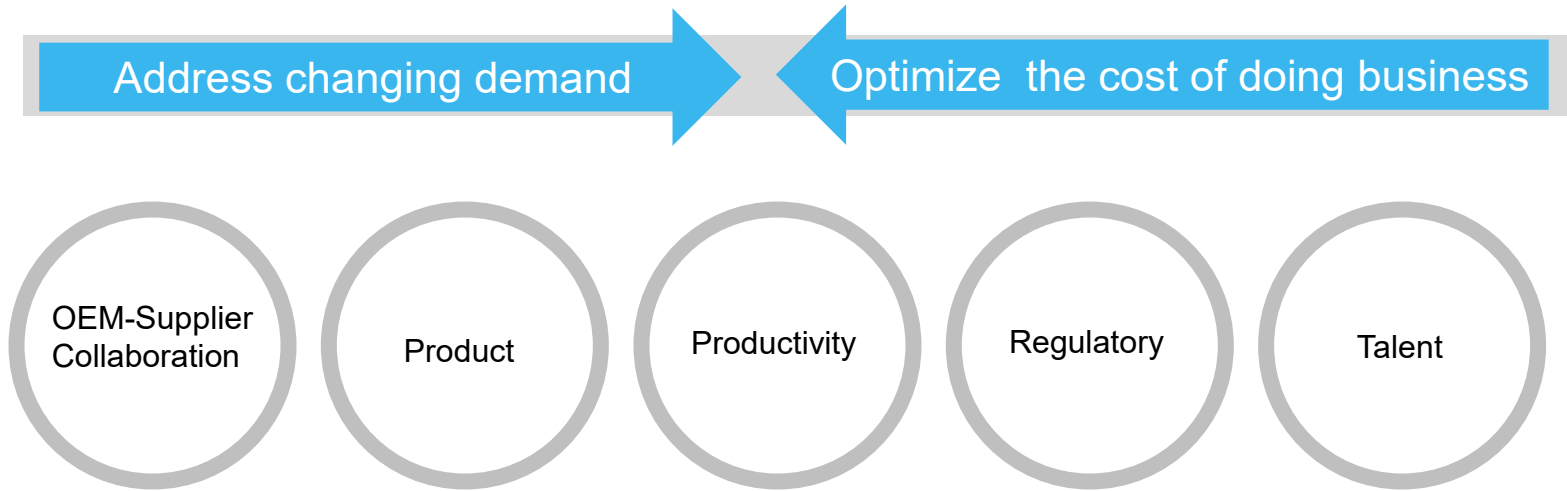 Address changing demand
Optimize  the cost of doing business
OEM-Supplier
Collaboration
Product
Productivity
Regulatory
Talent